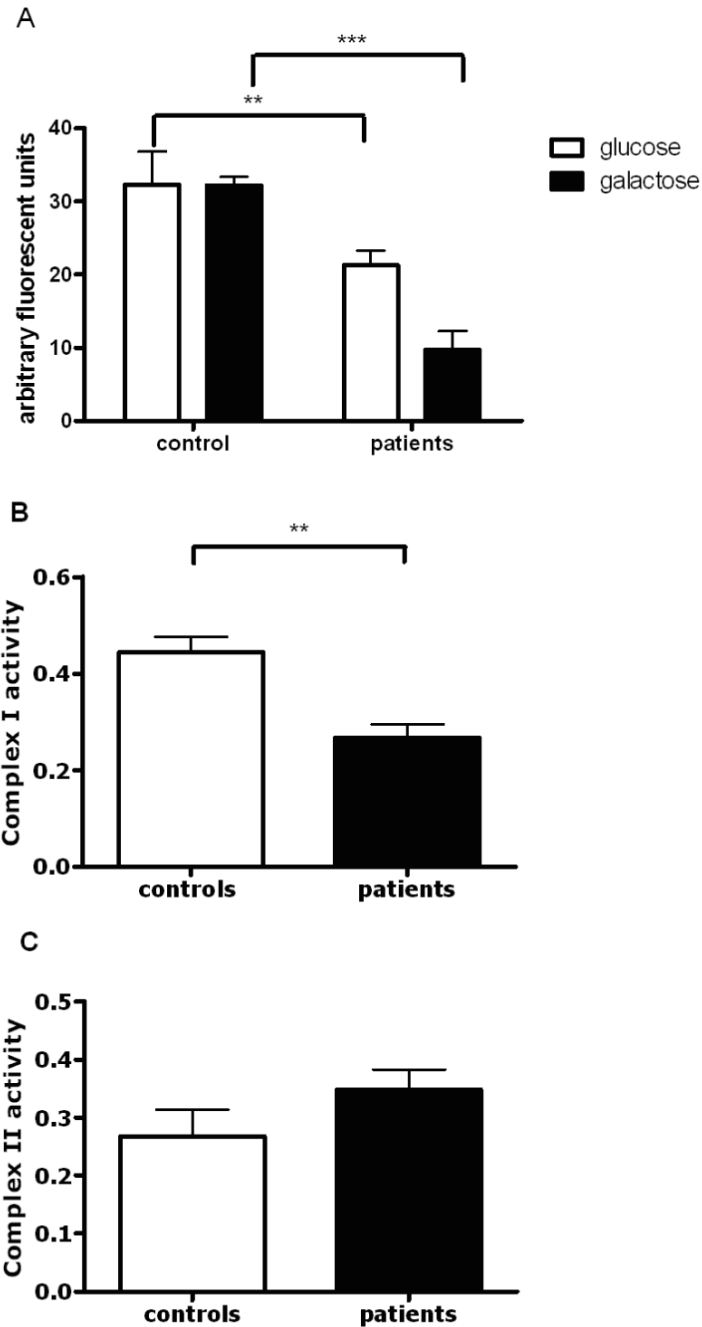 A
***
**
arbitrary fluorescent units
40
30
20
10
0
control
patients
glucose
galactose
B
**
Complex I activity
0.6
0.4
0.2
0.0
controls
patients
C
Complex II activity
0.5
0.4
0.3
0.2
0.1
0.0
controls
patients